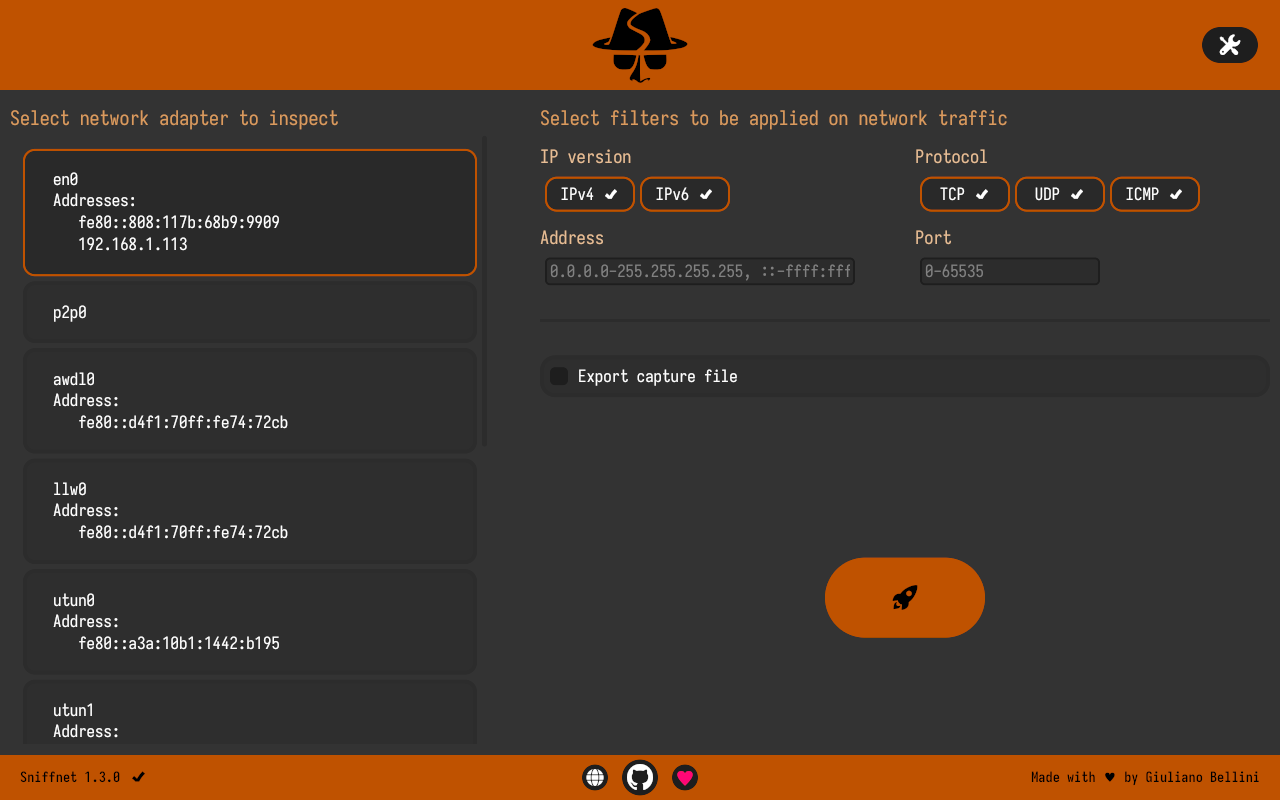 Select network adapter to inspect
en0
Addresses:
fe80::808:117b:68b9:9909
192.168.1.113
p2p0
awdl0
Address:
fe80::d4f1:70ff:fe74:72cb
llw0
Address:
fe80::d4f1:70ff:fe74:72cb
utun0
Address:
fe80::a3a:10b1:1442:b195
utun1
Address:
Select filters to be applied on network traffic
IP version
IPv4 ✔ IPv6 ✔
Protocol
TCP ✔ UDP ✔ ICMP ✔
Address
0.0.0.0-255.255.255.255, ::-ffff:fff
Port
0-65535
Export capture file
Sniffnet 1.3.0 ✔
Made with ♥ by Giuliano Bellini